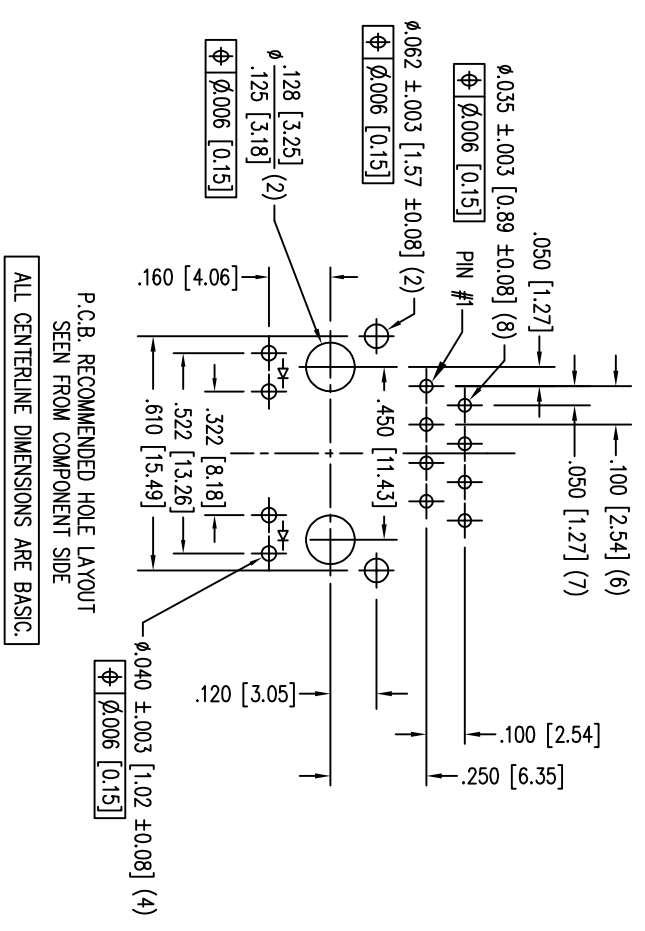 .100 [2.54] (6)
.050 [1.27] (7)
.050 [1.27]
ø.035 ±.003 [0.89 ±0.08] (8)
⌖ Ø.006 [0.15]
PIN #1
ø.062 ±.003 [1.57 ±0.08] (2)
⌖ Ø.006 [0.15]
ø .128 [3.25]
.125 [3.18] (2)
⌖ Ø.006 [0.15]
.100 [2.54]
.250 [6.35]
.450 [11.43]
.120 [3.05]
.160 [4.06]
.322 [8.18]
.522 [13.26]
.610 [15.49]
ø.040 ±.003 [1.02 ±0.08] (4)
⌖ Ø.006 [0.15]
P.C.B. RECOMMENDED HOLE LAYOUT
SEEN FROM COMPONENT SIDE
ALL CENTERLINE DIMENSIONS ARE BASIC.